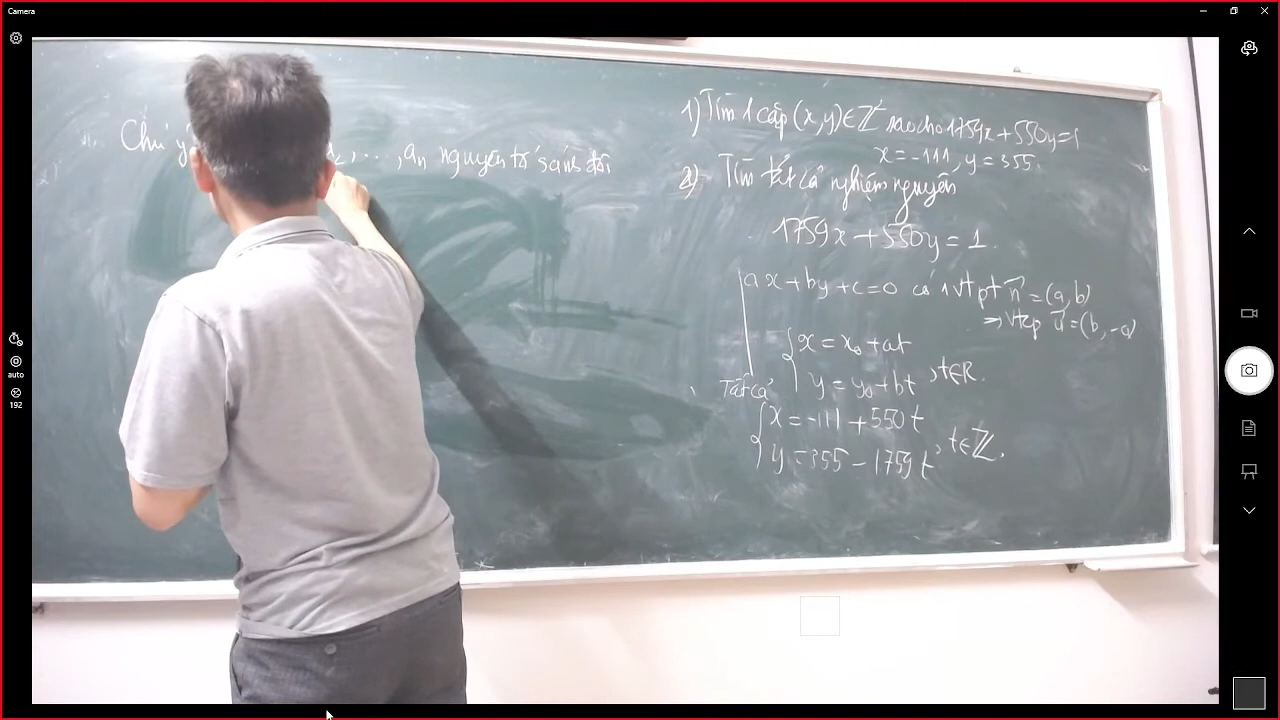 Camera
Chú ý
, ..., aₙ nguyên tố sánh đôi
1) Tìm 1 cặp (x,y)∈ℤ² sao cho 1759x+550y=1
x=-111, y=355.
2) Tìm tất cả nghiệm nguyên
1759x+550y=1.
ax+by+c=0 có 1 vtpt n⃗=(a,b)
⇒ vtcp u⃗=(b,-a)
{x=x₀+at
y=y₀+bt, t∈R.
Tất cả
{x=-111+550t
y=355-1759t, t∈ℤ.
auto
192